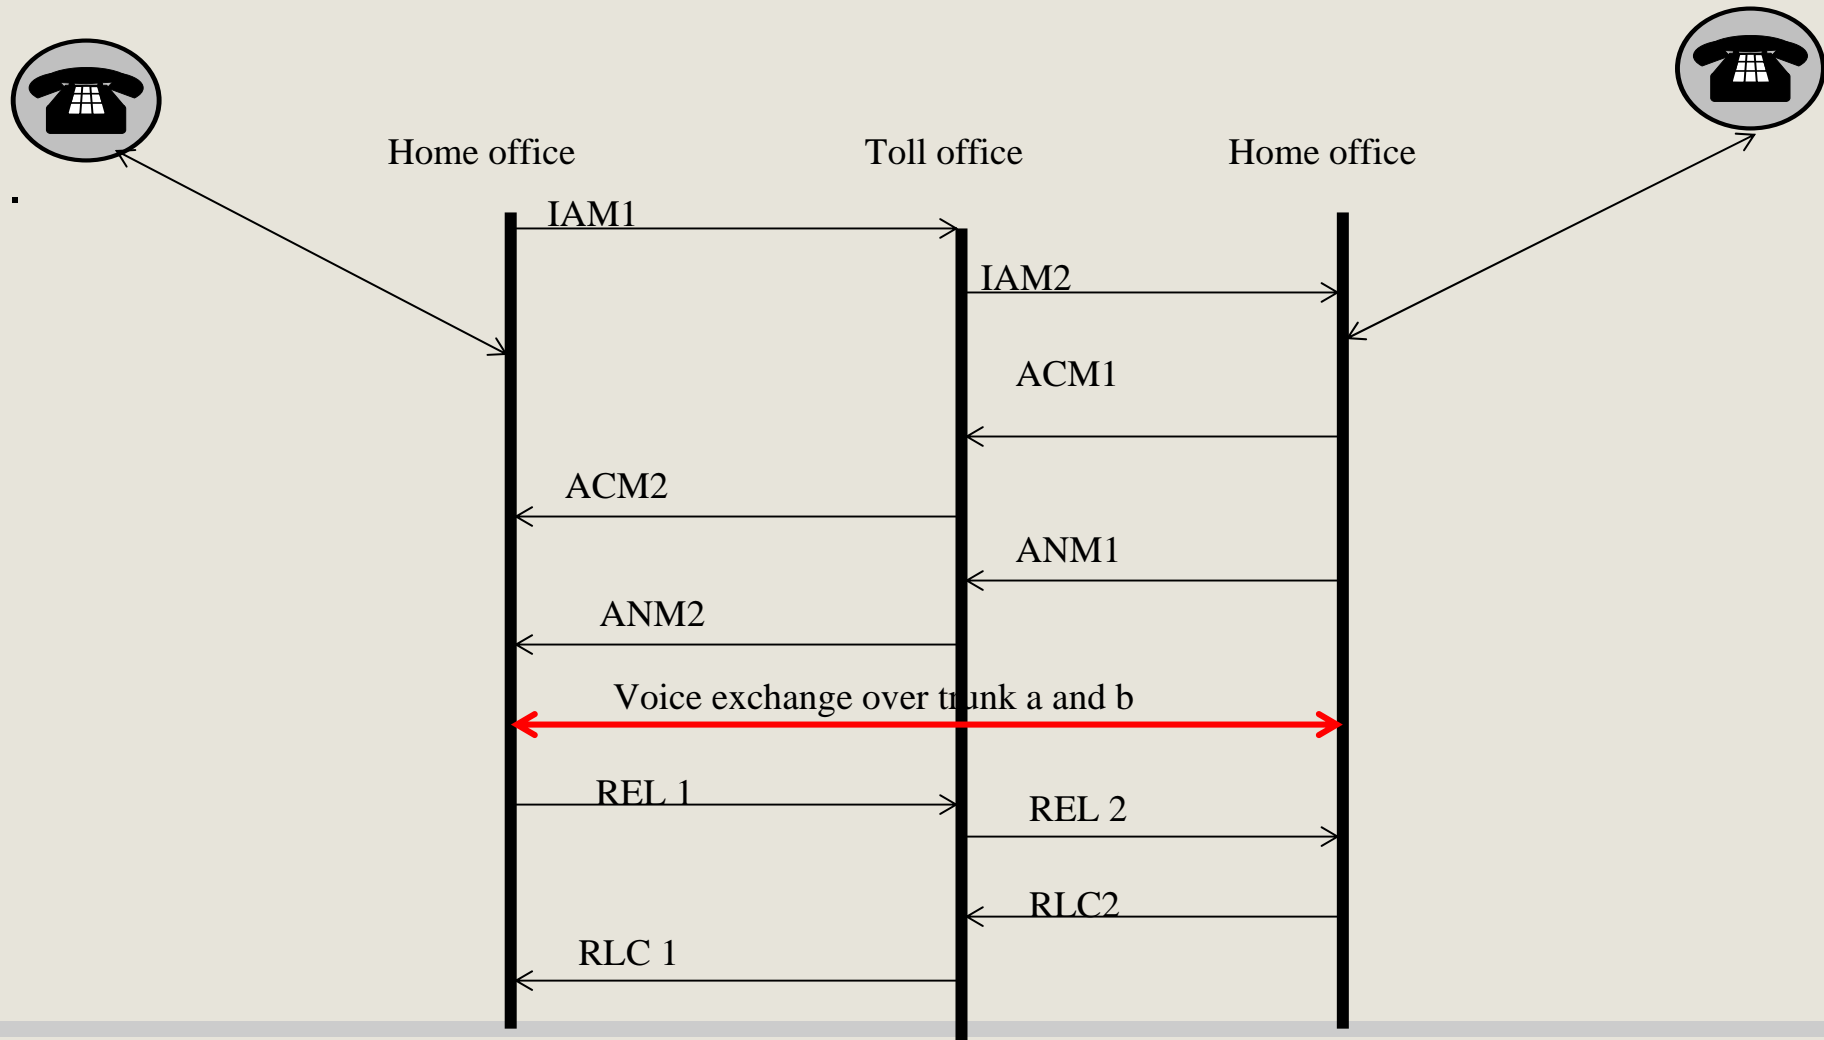 Home office
Toll office
Home office
IAM1
IAM2
ACM1
ACM2
ANM1
ANM2
Voice exchange over trunk a and b
REL 1
REL 2
RLC2
RLC 1